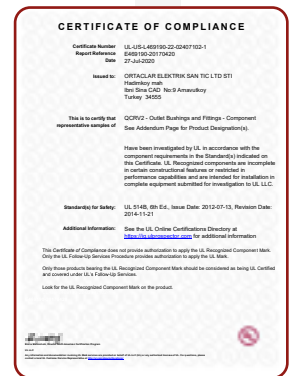 CERTIFICATE OF COMPLIANCE
Certificate Number UL-US-L469190-22-02407102-1
Report Reference E469190-20170420
Date 27-Jul-2020
Issued to: ORTACLAR ELEKTRIK SAN TIC LTD STI
Hadimkoy mah
Ibni Sina CAD No:9 Arnavutkoy
Turkey 34555
This is to certify that QCRV2 - Outlet Bushings and Fittings - Component
representative samples of See Addendum Page for Product Designation(s).
Have been investigated by UL in accordance with the
component requirements in the Standard(s) indicated on
this Certificate. UL Recognized components are incomplete
in certain constructional features or restricted in
performance capabilities and are intended for installation in
complete equipment submitted for investigation to UL LLC.
Standard(s) for Safety: UL 514B, 6th Ed., Issue Date: 2012-07-13, Revision Date:
2014-11-21
Additional Information: See the UL Online Certifications Directory at
https://iq.ulprospector.com for additional information
This Certificate of Compliance does not provide authorization to apply the UL Recognized Component Mark.
Only the UL Follow-Up Services Procedure provides authorization to apply the UL Mark.
Only those products bearing the UL Recognized Component Mark should be considered as being UL Certified
and covered under UL's Follow-Up Services.
Look for the UL Recognized Component Mark on the product.